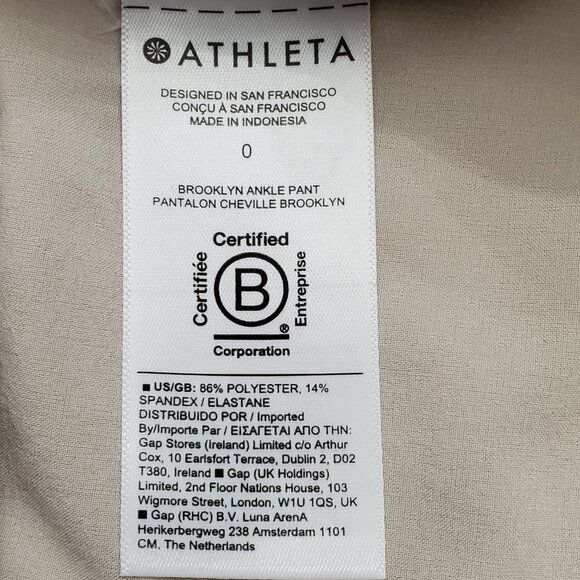 ATHLETA
DESIGNED IN SAN FRANCISCO
CONÇU À SAN FRANCISCO
MADE IN INDONESIA
0
BROOKLYN ANKLE PANT
PANTALON CHEVILLE BROOKLYN
Certified
Certifiée
B
Entreprise
®
Corporation
■ US/GB: 86% POLYESTER, 14%
SPANDEX / ELASTANE
DISTRIBUIDO POR / Imported
By/Importe Par / ΕΙΣΑΓΕΤΑΙ ΑΠΟ ΤΗΝ:
Gap Stores (Ireland) Limited c/o Arthur
Cox, 10 Earlsfort Terrace, Dublin 2, D02
T380, Ireland ■ Gap (UK Holdings)
Limited, 2nd Floor Nations House, 103
Wigmore Street, London, W1U 1QS, UK
■ Gap (RHC) B.V. Luna ArenA
Herikerbergweg 238 Amsterdam 1101
CM, The Netherlands